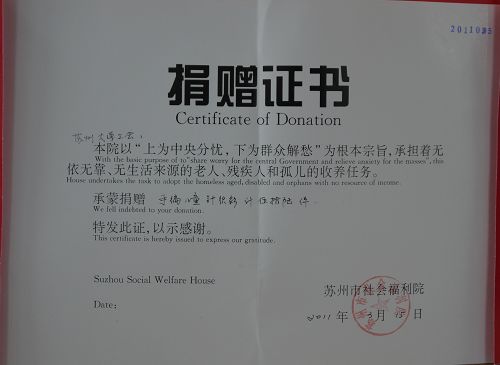 2011035
捐赠证书
Certificate of Donation
苏州大学工会：
本院以“上为中央分忧，下为群众解愁”为根本宗旨，承担着无
With the basic purpose of to"share worry for the central Government and relieve anxiety for the masses", this
依无靠、无生活来源的老人、残疾人和孤儿的收养任务。
House undertakes the task to adopt the homeless aged, disabled and orphans with no resource of income.
承蒙捐赠
We fell indebted to your donation.
特发此证，以示感谢。
This certificate is hereby issued to express our gratitude.
Suzhou Social Welfare House
苏州市社会福利院
Date:
2011 年 3 月 15 日